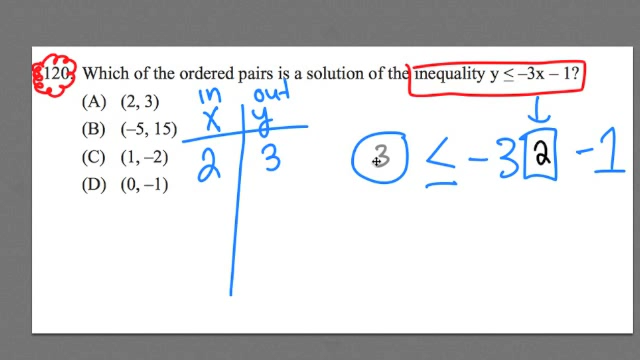 120. Which of the ordered pairs is a solution of the inequality y ≤ –3x – 1?
(A) (2, 3)
(B) (–5, 15)
(C) (1, –2)
(D) (0, –1)
in out
x y
2 3
3 ≤ -3 2 -1